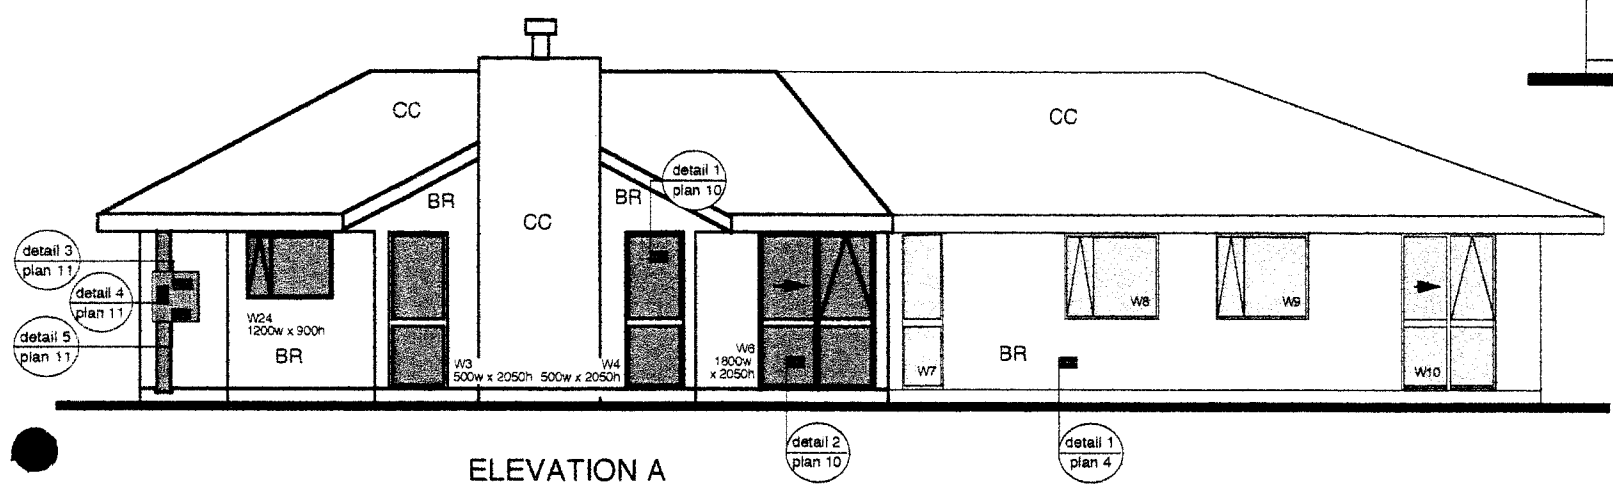 CC
CC
detail 1
plan 10
BR
BR
CC
detail 3
plan 11
detail 4
plan 11
detail 5
plan 11
W24
1200w x 900h
BR
W3
500w x 2050h
W4
500w x 2050h
W6
1800w
x 2050h
W7
W8
W9
BR
W10
detail 2
plan 10
detail 1
plan 4
ELEVATION A